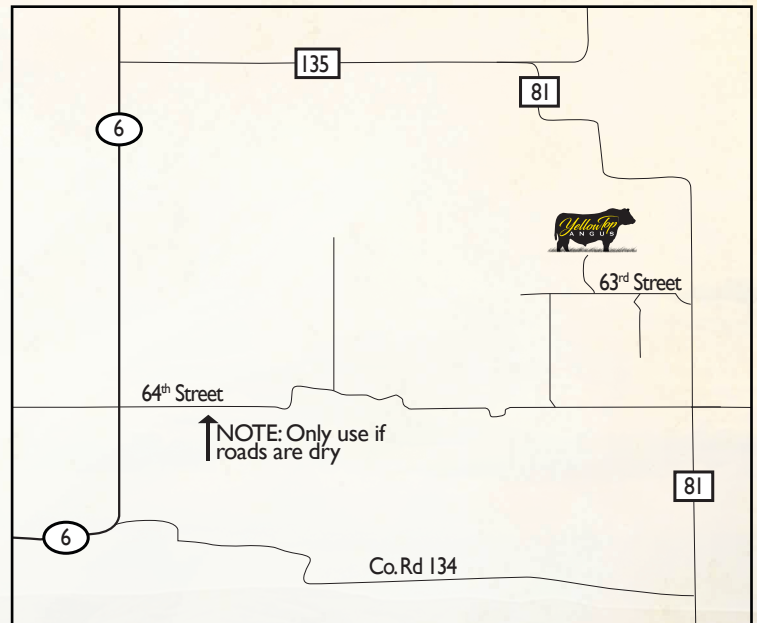 135
81
6
YellowTop
ANGUS
63rd Street
64th Street
NOTE: Only use if
roads are dry
81
6
Co. Rd 134